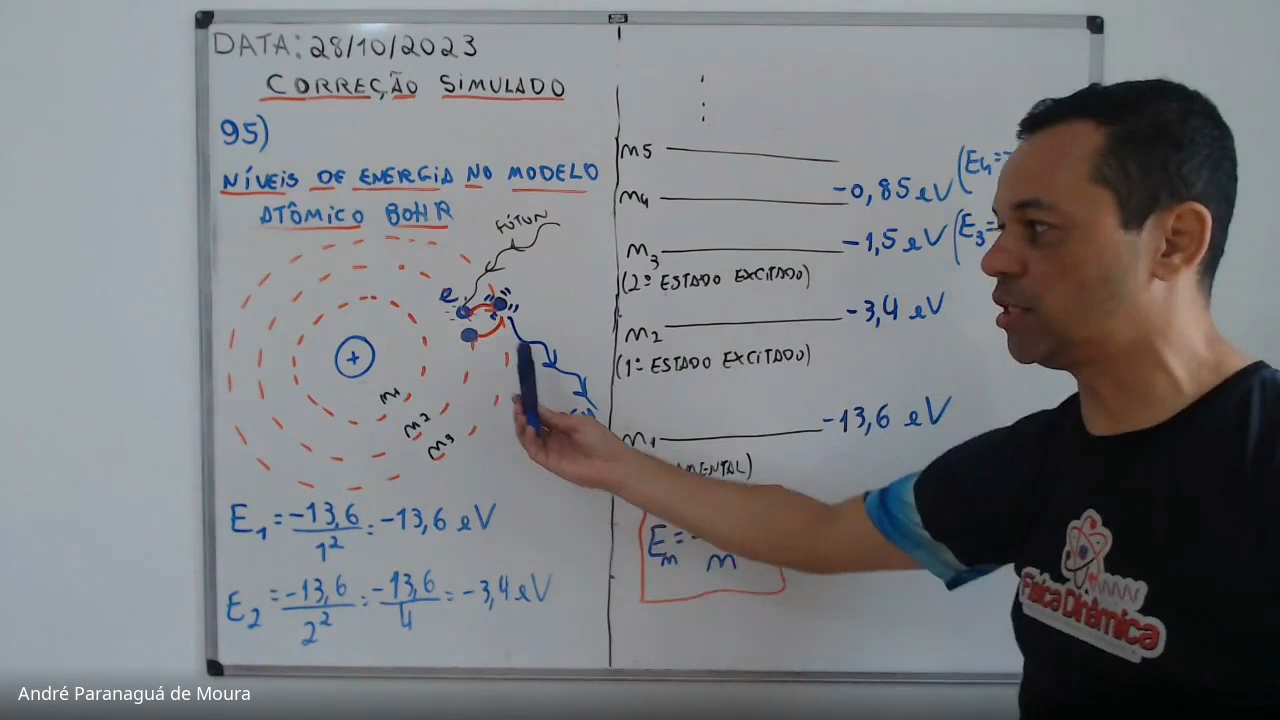 DATA: 28/10/2023
CORREÇÃO SIMULADO
95)
NÍVEIS DE ENERGIA NO MODELO
ATÔMICO BOHR
FÓTON
e
+
m1
m2
m3
E1 = -13,6 / 1² = -13,6 eV
E2 = -13,6 / 2² = -13,6 / 4 = -3,4 eV
m5
m4 -0,85 eV (E4 =
m3 -1,5 eV (E3 =
(2º ESTADO EXCITADO)
m2 -3,4 eV
(1º ESTADO EXCITADO)
m1 -13,6 eV
Em = m
Física Dinâmica
André Paranaguá de Moura